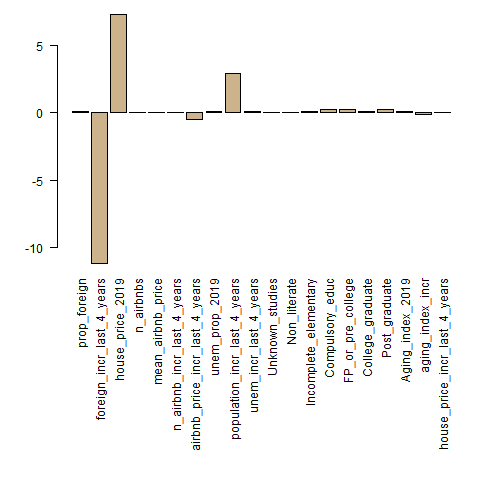 5
0
-5
-10
prop_foreign
foreign_incr_last_4_years
house_price_2019
n_airbnbs
mean_airbnb_price
n_airbnb_incr_last_4_years
airbnb_price_incr_last_4_years
unem_prop_2019
population_incr_last_4_years
unem_incr_last_4_years
Unknown_studies
Non_literate
Incomplete_elementary
Compulsory_educ
FP_or_pre_college
College_graduate
Post_graduate
Aging_index_2019
aging_index_incr
house_price_incr_last_4_years